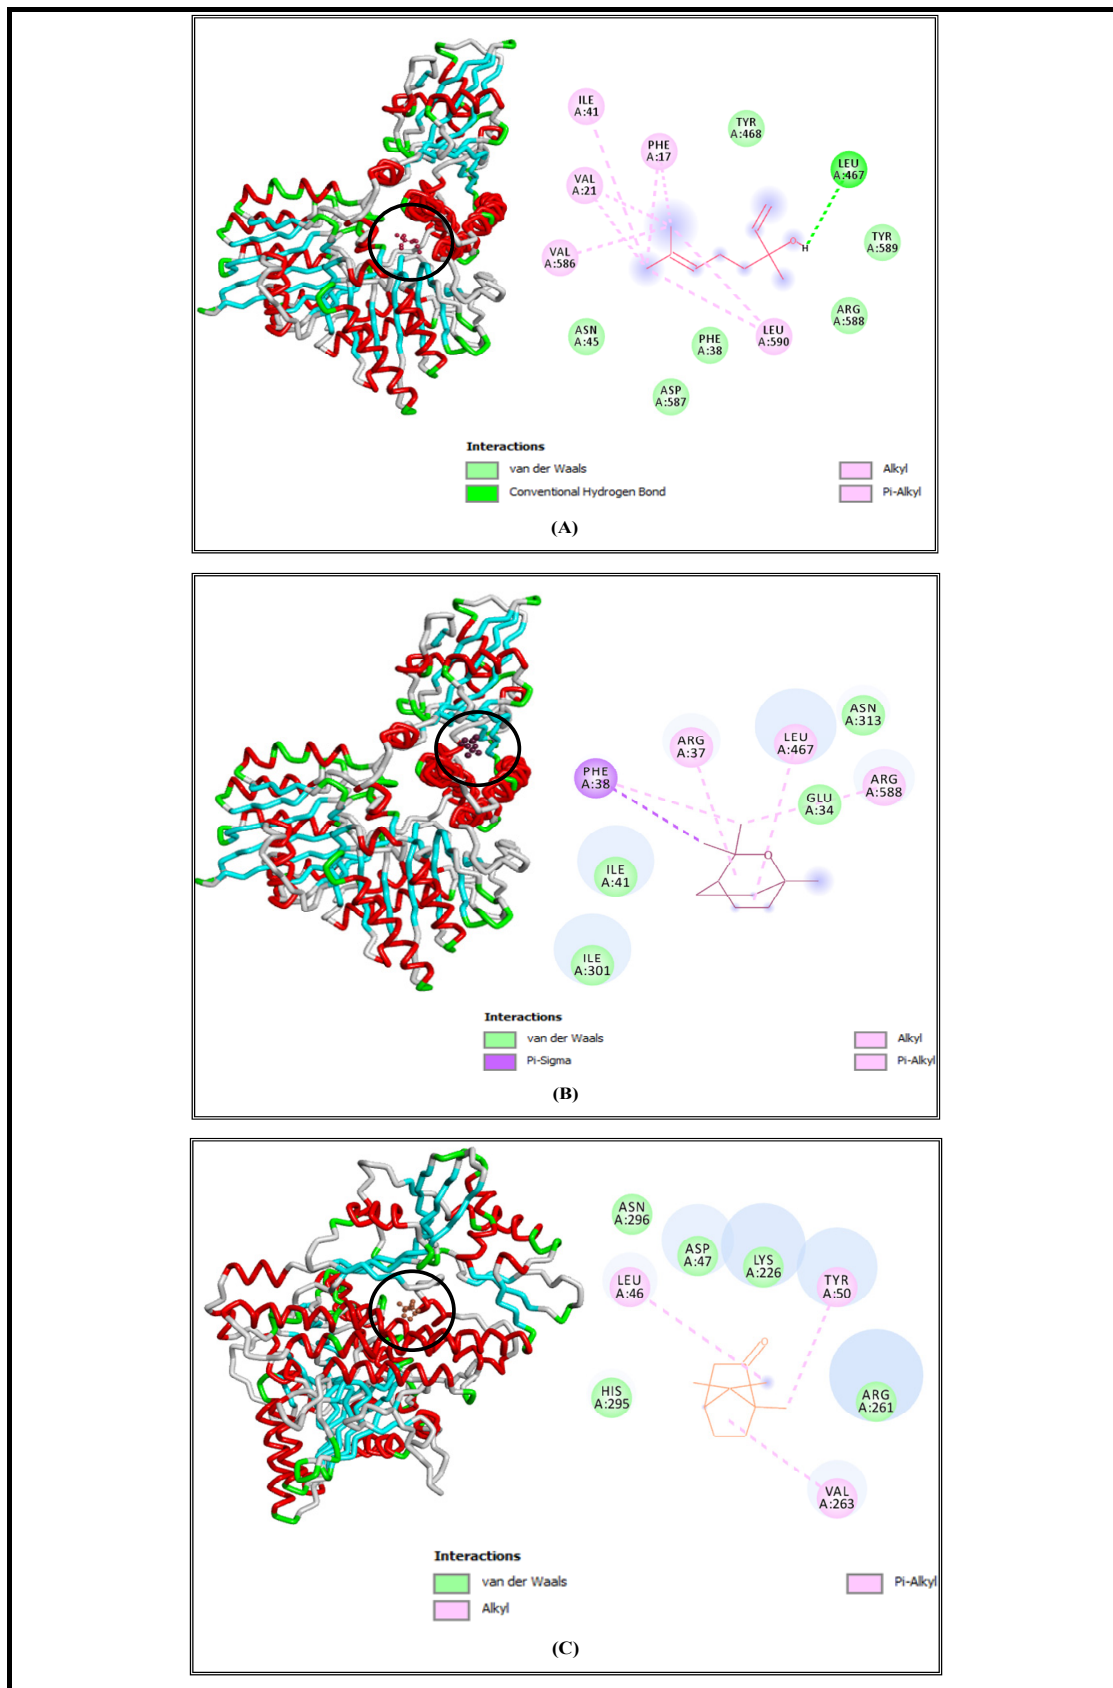 ILE
A:41
TYR
A:468
PHE
A:17
LEU
A:467
VAL
A:21
TYR
A:589
VAL
A:586
O
H
ARG
A:588
ASN
A:45
PHE
A:38
LEU
A:590
ASP
A:587
Interactions
van der Waals
Conventional Hydrogen Bond
Alkyl
Pi-Alkyl
(A)
ASN
A:313
ARG
A:37
LEU
A:467
PHE
A:38
ARG
A:588
GLU
A:34
O
ILE
A:41
ILE
A:301
Interactions
van der Waals
Pi-Sigma
Alkyl
Pi-Alkyl
(B)
ASN
A:296
ASP
A:47
LYS
A:226
LEU
A:46
TYR
A:50
O
HIS
A:295
ARG
A:261
VAL
A:263
Interactions
van der Waals
Alkyl
Pi-Alkyl
(C)